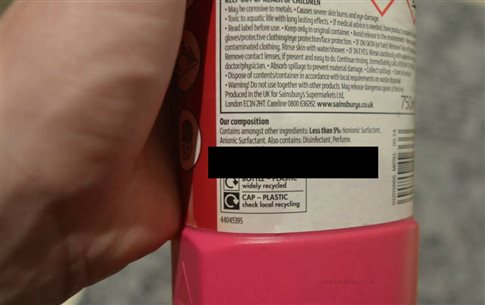 KEEP OUT OF REACH OF CHILDREN
• May be corrosive to metals. • Causes severe skin burns and eye damage.
• Toxic to aquatic life with long lasting effects. • If medical advice is needed, have product
• Read label before use. • Keep only in original container. • Avoid release to the environment
gloves/protective clothing/eye protection/face protection. • IF ON SKIN (or hair): Remove
contaminated clothing. Rinse skin with water/shower. • IF IN EYES: Rinse cautiously with water
Remove contact lenses, if present and easy to do. Continue rinsing. Immediately call a
doctor/physician. • Absorb spillage to prevent material damage. • Collect spillage.
• Dispose of contents/container in accordance with local requirements
• Warning! Do not use together with other products. May release dangerous gases
Produced in the UK for Sainsbury's Supermarkets Ltd,
London EC1N 2HT Careline 0800 636262, www.sainsburys.co.uk
750
Our composition
Contains amongst other ingredients: Less than 5%: Nonionic Surfactant,
Anionic Surfactant. Also contains: Disinfectant, Perfume.
BOTTLE – PLASTIC
widely recycled
CAP – PLASTIC
check local recycling
44045395